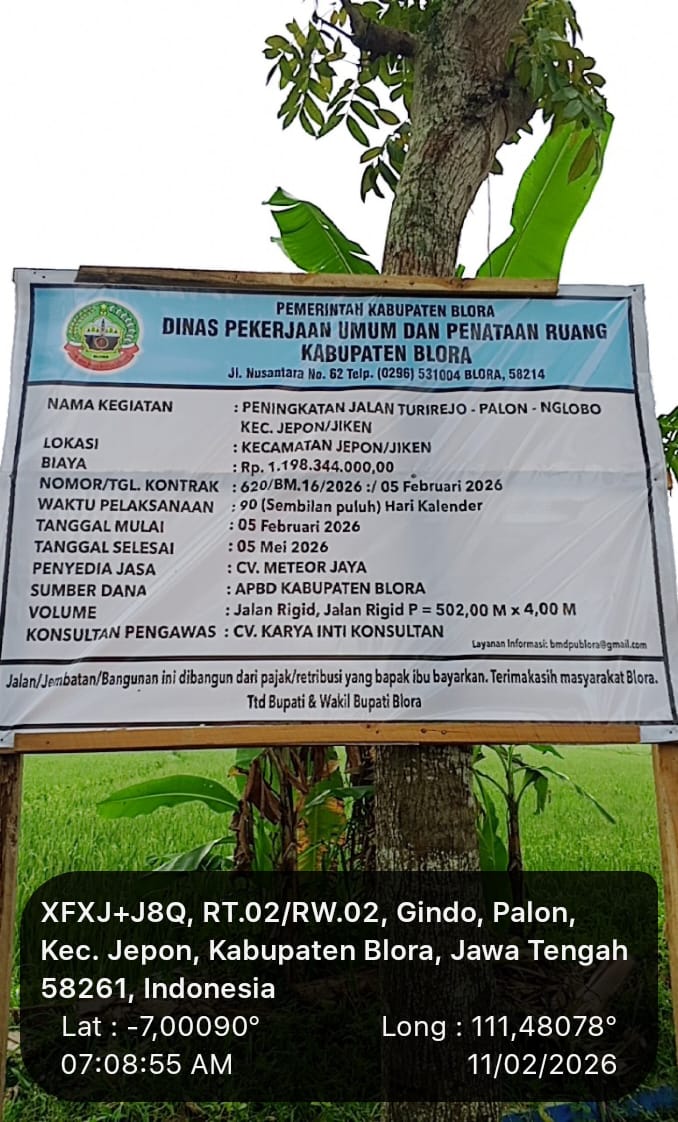 PEMERINTAH KABUPATEN BLORA
DINAS PEKERJAAN UMUM DAN PENATAAN RUANG
KABUPATEN BLORA
Jl. Nusantara No. 62 Telp. (0296) 531004 BLORA, 58214
BLORA
NAMA KEGIATAN : PENINGKATAN JALAN TURIREJO - PALON - NGLOBO
KEC. JEPON/JIKEN
LOKASI : KECAMATAN JEPON/JIKEN
BIAYA : Rp. 1.198.344.000,00
NOMOR/TGL. KONTRAK : 620/BM.16/2026 :/ 05 Februari 2026
WAKTU PELAKSANAAN : 90 (Sembilan puluh) Hari Kalender
TANGGAL MULAI : 05 Februari 2026
TANGGAL SELESAI : 05 Mei 2026
PENYEDIA JASA : CV. METEOR JAYA
SUMBER DANA : APBD KABUPATEN BLORA
VOLUME : Jalan Rigid, Jalan Rigid P = 502,00 M x 4,00 M
KONSULTAN PENGAWAS : CV. KARYA INTI KONSULTAN
Layanan Informasi: bmdpublora@gmail.com
Jalan/Jembatan/Bangunan ini dibangun dari pajak/retribusi yang bapak ibu bayarkan. Terimakasih masyarakat Blora.
Ttd Bupati & Wakil Bupati Blora
XFXJ+J8Q, RT.02/RW.02, Gindo, Palon,
Kec. Jepon, Kabupaten Blora, Jawa Tengah
58261, Indonesia
Lat : -7,00090° Long : 111,48078°
07:08:55 AM 11/02/2026